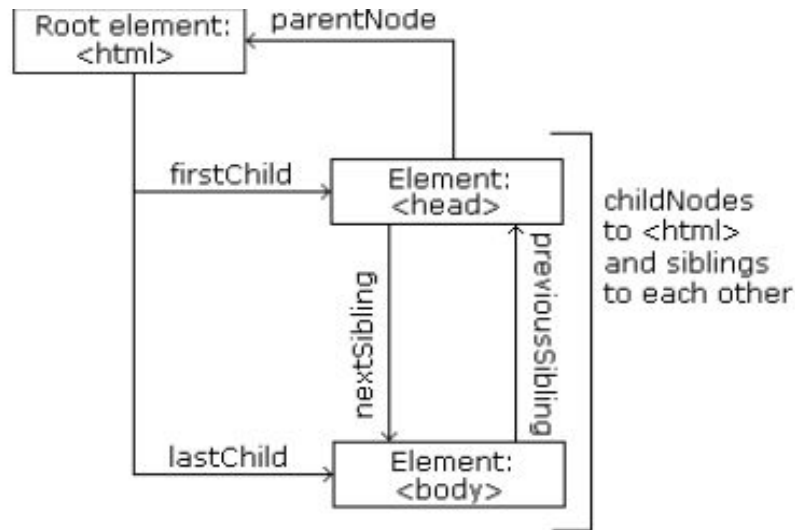 Root element:
<html>
parentNode
firstChild
Element:
<head>
childNodes
to <html>
and siblings
to each other
nextSibling
previousSibling
lastChild
Element:
<body>